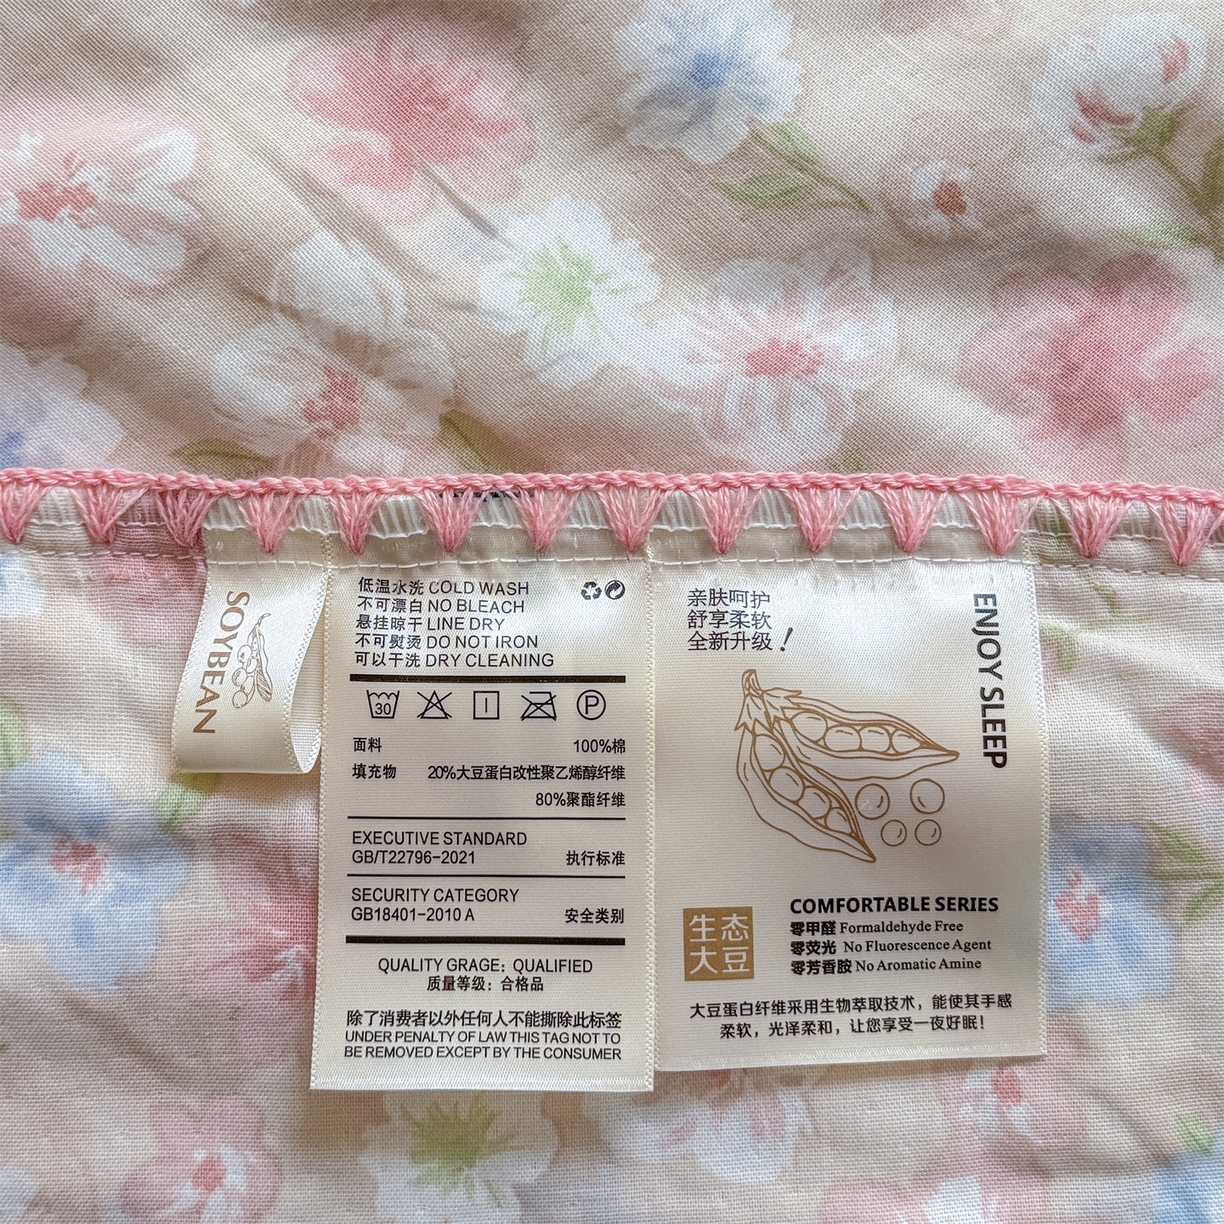 SOYBEAN
低温水洗 COLD WASH
不可漂白 NO BLEACH
悬挂晾干 LINE DRY
不可熨烫 DO NOT IRON
可以干洗 DRY CLEANING
30
P
面料 100%棉
填充物 20%大豆蛋白改性聚乙烯醇纤维
80%聚酯纤维
EXECUTIVE STANDARD
GB/T22796-2021 执行标准
SECURITY CATEGORY
GB18401-2010 A 安全类别
QUALITY GRAGE: QUALIFIED
质量等级: 合格品
除了消费者以外任何人不能撕除此标签
UNDER PENALTY OF LAW THIS TAG NOT TO
BE REMOVED EXCEPT BY THE CONSUMER
亲肤呵护
舒享柔软
全新升级!
ENJOY SLEEP
生态
大豆
COMFORTABLE SERIES
零甲醛 Formaldehyde Free
零荧光 No Fluorescence Agent
零芳香胺 No Aromatic Amine
大豆蛋白纤维采用生物萃取技术，能使其手感
柔软，光泽柔和，让您享受一夜好眠！